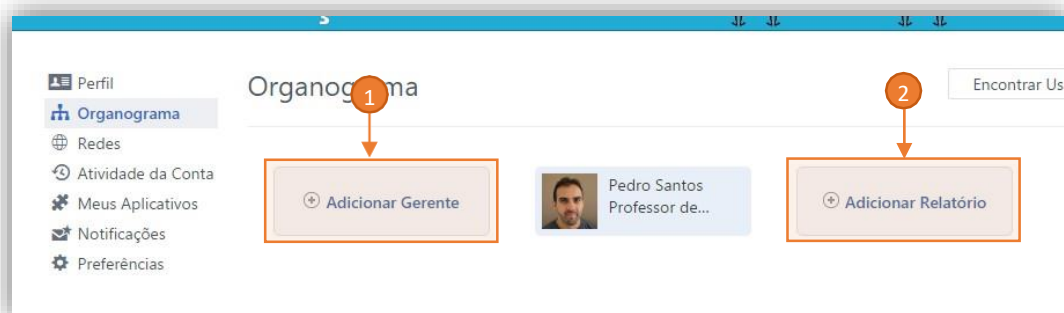 Perfil
Organograma
Redes
Atividade da Conta
Meus Aplicativos
Notificações
Preferências
Organograma
1
2
Encontrar Us
Adicionar Gerente
Pedro Santos
Professor de...
Adicionar Relatório